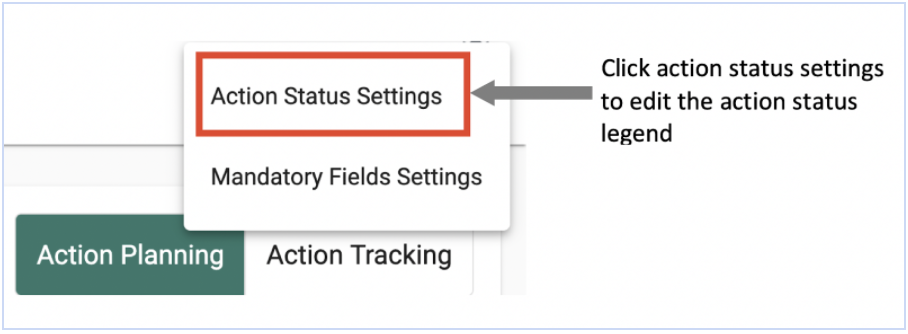 Action Status Settings
Click action status settings
to edit the action status
legend
Mandatory Fields Settings
Action Planning
Action Tracking